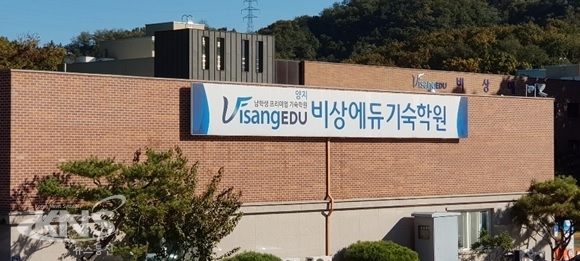 양지
남학생 프리미엄 기숙학원
VisangEDU 비상에듀기숙학원
VisangEDU 비상